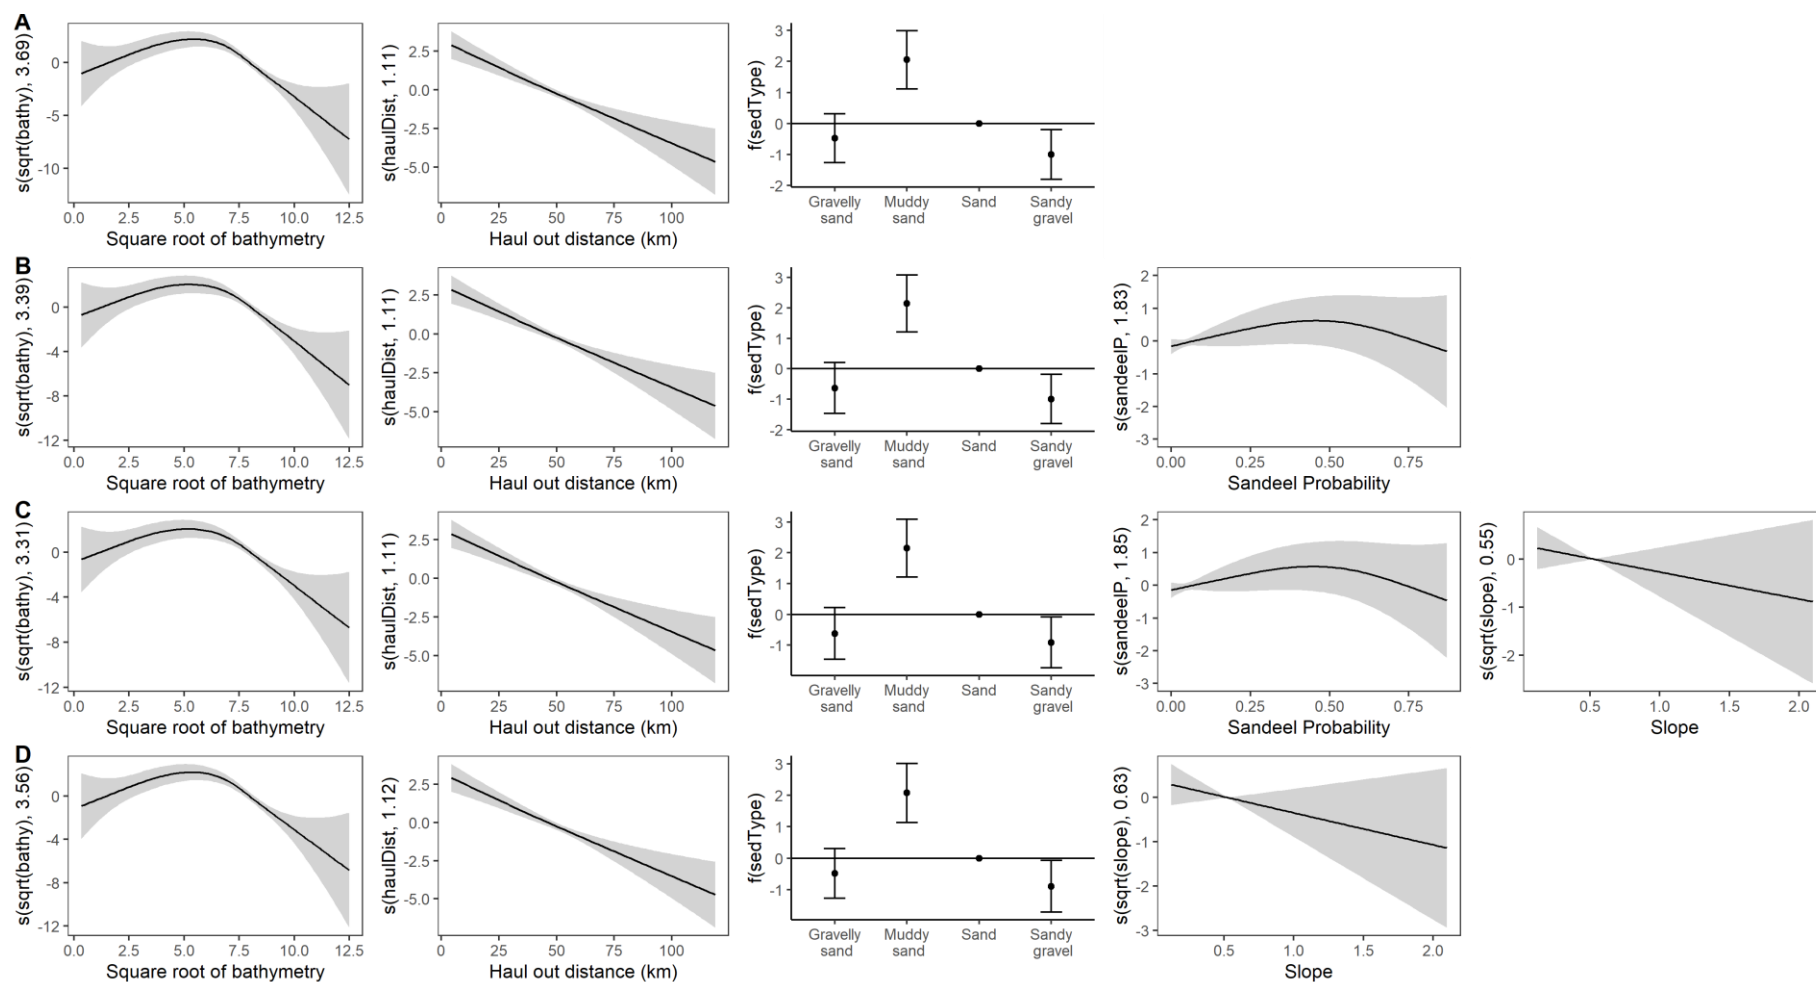 A
s(sqrt(bathy), 3.69)
0
-5
-10
0.0 2.5 5.0 7.5 10.0 12.5
Square root of bathymetry
s(haulDist, 1.11)
2.5
0.0
-2.5
-5.0
0 25 50 75 100
Haul out distance (km)
f(sedType)
3
2
1
0
-1
-2
Gravelly Muddy Sand Sandy
sand sand gravel
B
s(sqrt(bathy), 3.39)
0
-4
-8
-12
0.0 2.5 5.0 7.5 10.0 12.5
Square root of bathymetry
s(haulDist, 1.11)
2.5
0.0
-2.5
-5.0
0 25 50 75 100
Haul out distance (km)
f(sedType)
3
2
1
0
-1
-2
Gravelly Muddy Sand Sandy
sand sand gravel
s(sandeelP, 1.83)
2
1
0
-1
-2
-3
0.00 0.25 0.50 0.75
Sandeel Probability
C
s(sqrt(bathy), 3.31)
0
-4
-8
-12
0.0 2.5 5.0 7.5 10.0 12.5
Square root of bathymetry
s(haulDist, 1.11)
2.5
0.0
-2.5
-5.0
0 25 50 75 100
Haul out distance (km)
f(sedType)
3
2
1
0
-1
Gravelly Muddy Sand Sandy
sand sand gravel
s(sandeelP, 1.85)
2
1
0
-1
-2
-3
0.00 0.25 0.50 0.75
Sandeel Probability
s(sqrt(slope), 0.55)
0
-1
-2
0.5 1.0 1.5 2.0
Slope
D
s(sqrt(bathy), 3.56)
0
-4
-8
-12
0.0 2.5 5.0 7.5 10.0 12.5
Square root of bathymetry
s(haulDist, 1.12)
2.5
0.0
-2.5
-5.0
0 25 50 75 100
Haul out distance (km)
f(sedType)
3
2
1
0
-1
Gravelly Muddy Sand Sandy
sand sand gravel
s(sqrt(slope), 0.63)
0
-1
-2
-3
0.5 1.0 1.5 2.0
Slope